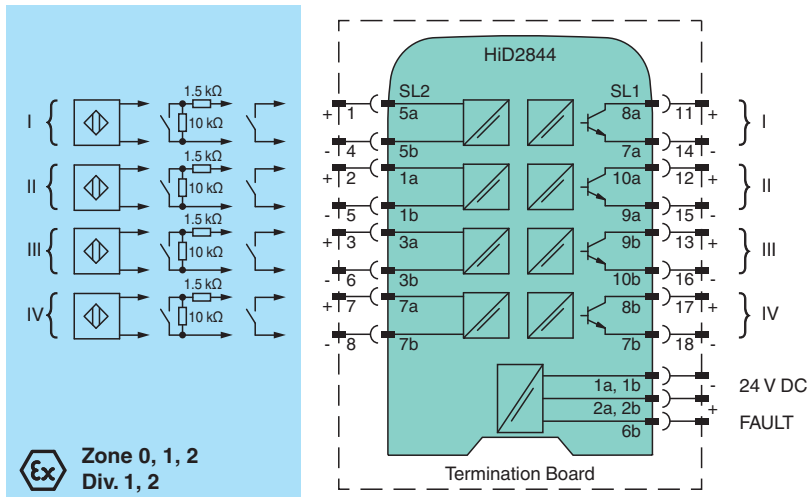 HiD2844
SL2 SL1
I 1.5 kΩ 10 kΩ + 1 5a 8a 11 + I
- 4 5b 7a 14 -
II 1.5 kΩ 10 kΩ + 2 1a 10a 12 + II
- 5 1b 9a 15 -
III 1.5 kΩ 10 kΩ + 3 3a 9b 13 + III
- 6 3b 10b 16 -
IV 1.5 kΩ 10 kΩ + 7 7a 8b 17 + IV
- 8 7b 7b 18 -
1a, 1b - 24 V DC
2a, 2b +
6b FAULT
Ex Zone 0, 1, 2
Div. 1, 2
Termination Board